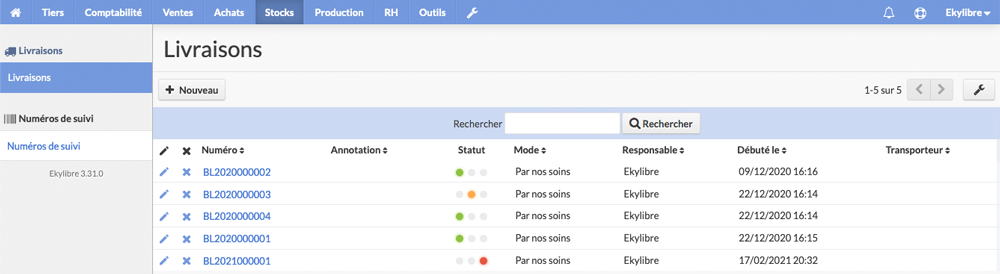 Tiers Comptabilité Ventes Achats Stocks Production RH Outils Ekylibre
Livraisons
Livraisons
Numéros de suivi
Numéros de suivi
Ekylibre 3.31.0
Livraisons
Nouveau 1-5 sur 5
Rechercher Rechercher
Numéro Annotation Statut Mode Responsable Débuté le Transporteur
BL2020000002 Par nos soins Ekylibre 09/12/2020 16:16
BL2020000003 Par nos soins Ekylibre 22/12/2020 16:14
BL2020000004 Par nos soins Ekylibre 22/12/2020 16:14
BL2020000001 Par nos soins Ekylibre 22/12/2020 16:15
BL2021000001 Par nos soins Ekylibre 17/02/2021 20:32